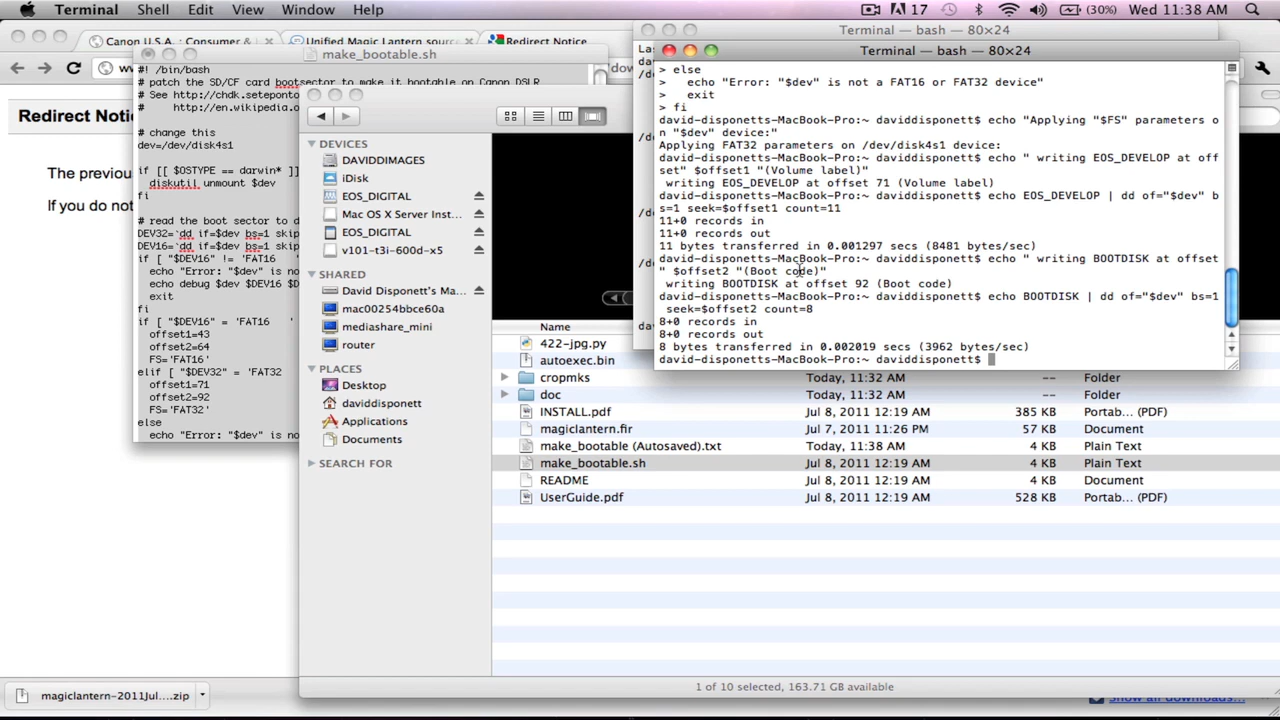 Terminal Shell Edit View Window Help
17 (30%) Wed 11:38 AM
Canon U.S.A. : Consumer &
Unified Magic Lantern sourc
Redirect Notice
Redirect Noti
The previou
If you do no
make_bootable.sh
#! /bin/bash
# patch the SD/CF card bootsector to make it bootable on Canon DSLR
# See http://chdk.setepont
# http://en.wikipedia.o
# change this
dev=/dev/disk4s1
if [[ $OSTYPE == darwin* ]]
diskutil unmount $dev
fi
# read the boot sector to d
DEV32=`dd if=$dev bs=1 skip
DEV16=`dd if=$dev bs=1 skip
if [ "$DEV16" != 'FAT16
echo "Error: "$dev" is no
echo debug $dev $DEV16 $D
exit
fi
if [ "$DEV16" = 'FAT16
offset1=43
offset2=64
FS='FAT16'
elif [ "$DEV32" = 'FAT32
offset1=71
offset2=92
FS='FAT32'
else
echo "Error: "$dev" is no
DEVICES
DAVIDDIMAGES
iDisk
EOS_DIGITAL
Mac OS X Server Inst...
EOS_DIGITAL
v101-t3i-600d-x5
SHARED
David Disponett's Ma...
mac00254bbce60a
mediashare_mini
router
PLACES
Desktop
daviddisponett
Applications
Documents
SEARCH FOR
Terminal — bash — 80×24
Terminal — bash — 80×24
> else
> echo "Error: "$dev" is not a FAT16 or FAT32 device"
> exit
> fi
david-disponetts-MacBook-Pro:~ daviddisponett$ echo "Applying "$FS" parameters o
n "$dev" device:"
Applying FAT32 parameters on /dev/disk4s1 device:
david-disponetts-MacBook-Pro:~ daviddisponett$ echo " writing EOS_DEVELOP at off
set" $offset1 "(Volume label)"
writing EOS_DEVELOP at offset 71 (Volume label)
david-disponetts-MacBook-Pro:~ daviddisponett$ echo EOS_DEVELOP | dd of="$dev" b
s=1 seek=$offset1 count=11
11+0 records in
11+0 records out
11 bytes transferred in 0.001297 secs (8481 bytes/sec)
david-disponetts-MacBook-Pro:~ daviddisponett$ echo " writing BOOTDISK at offset
" $offset2 "(Boot code)"
writing BOOTDISK at offset 92 (Boot code)
david-disponetts-MacBook-Pro:~ daviddisponett$ echo BOOTDISK | dd of="$dev" bs=1
seek=$offset2 count=8
8+0 records in
8+0 records out
8 bytes transferred in 0.002019 secs (3962 bytes/sec)
david-disponetts-MacBook-Pro:~ daviddisponett$
Name
422-jpg.py
autoexec.bin
cropmks Today, 11:32 AM -- Folder
doc Today, 11:32 AM -- Folder
INSTALL.pdf Jul 8, 2011 12:19 AM 385 KB Portab... (PDF)
magiclantern.fir Jul 7, 2011 11:26 PM 57 KB Document
make_bootable (Autosaved).txt Today, 11:38 AM 4 KB Plain Text
make_bootable.sh Jul 8, 2011 12:19 AM 4 KB Plain Text
README Jul 8, 2011 12:19 AM 4 KB Plain Text
UserGuide.pdf Jul 8, 2011 12:19 AM 528 KB Portab... (PDF)
1 of 10 selected, 163.71 GB available
magiclantern-2011Jul....zip
Show all downloads...